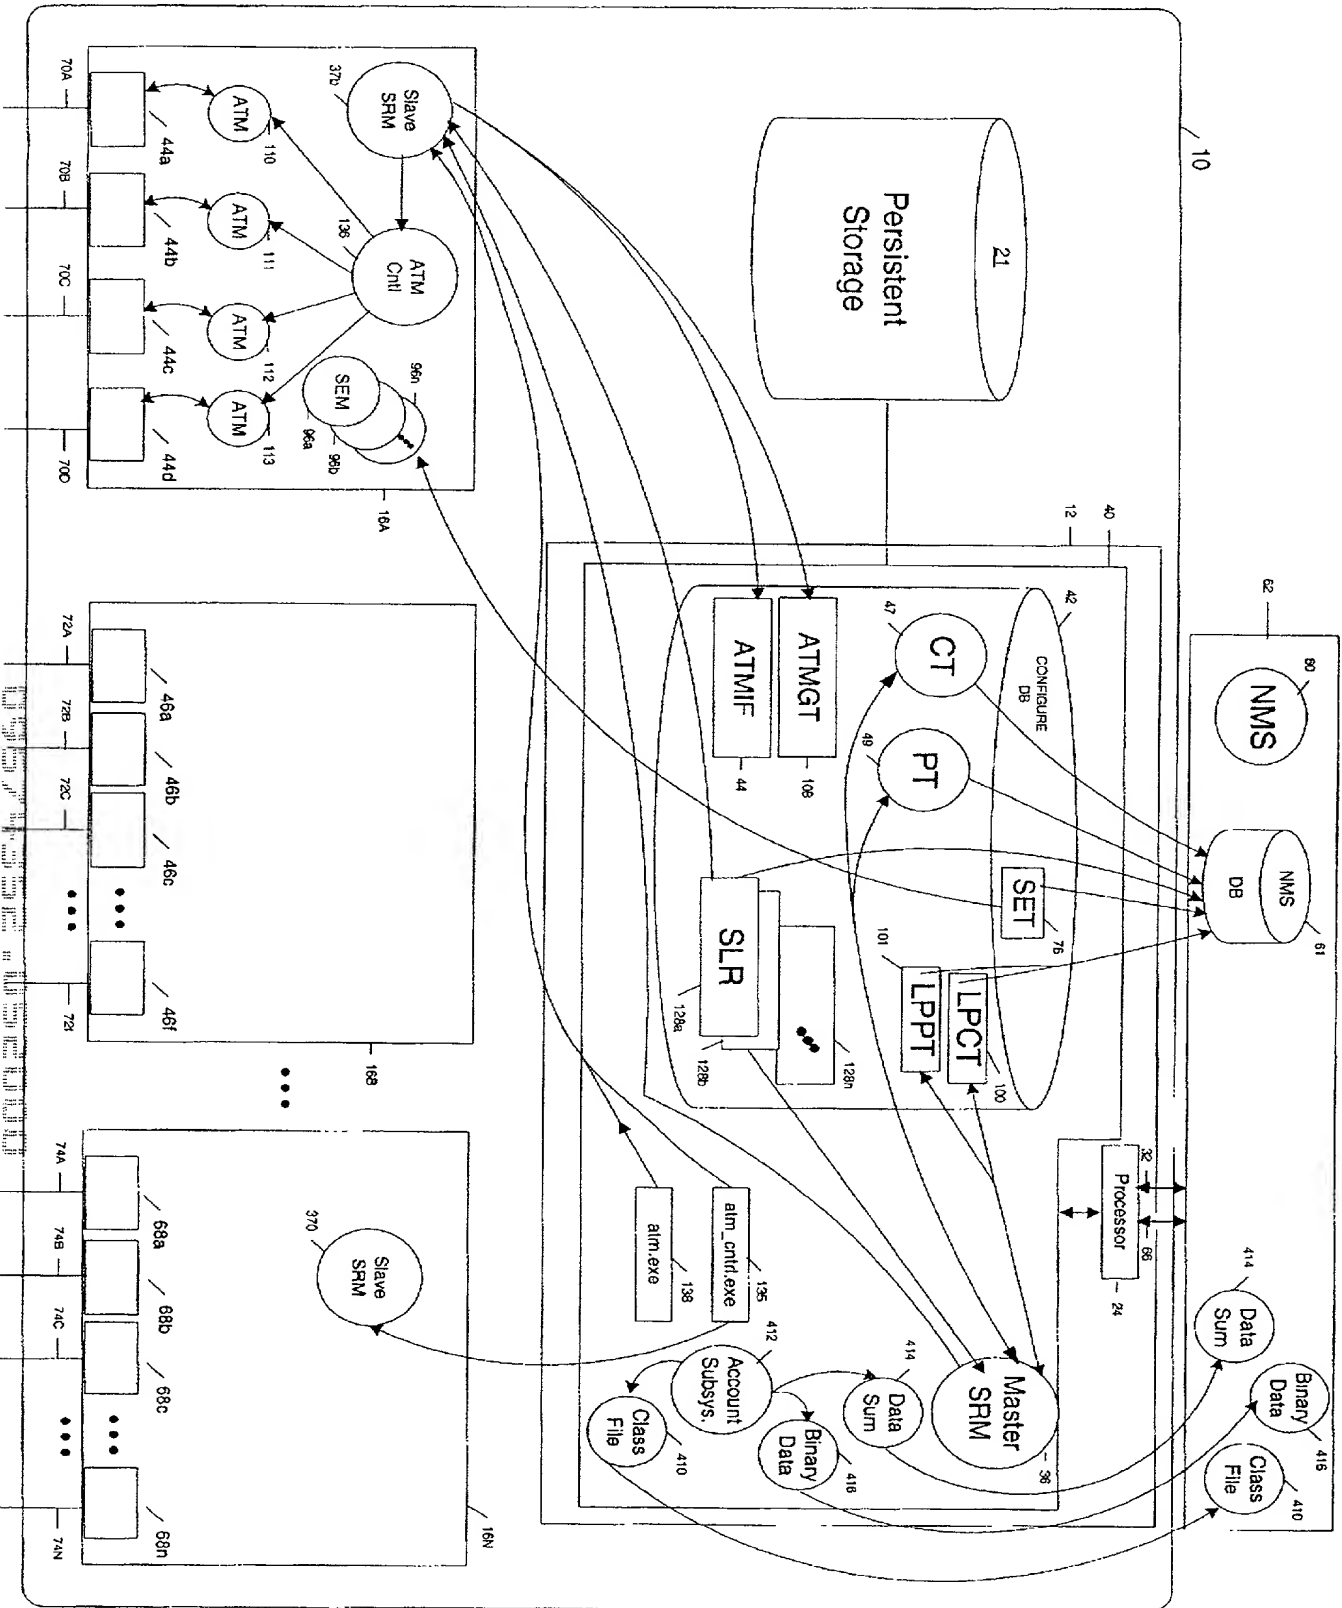 62
60
NMS
NMS
DB
61
414
Data
Sum
Binary
Data
416
Class
File
410
10
12
40
42
32
66
Processor
24
21
Persistent
Storage
CONFIGURE
DB
47
CT
49
PT
SET
76
LPCT
100
101
LPPT
Master
SRM
36
ATMGT
108
ATMIF
44
SLR
128a
128b
128n
414
Data
Sum
Binary
Data
416
412
Account
Subsys.
Class
File
410
atm_cntrl.exe
135
atm.exe
138
37b
Slave
SRM
ATM
Cntl
136
SEM
96a
96b
96n
ATM
110
ATM
111
ATM
112
ATM
113
16A
168
370
Slave
SRM
16N
44a
44b
44c
44d
46a
46b
46c
46f
68a
68b
68c
68n
70A
70B
70C
70D
72A
72B
72C
72f
74A
74B
74C
74N